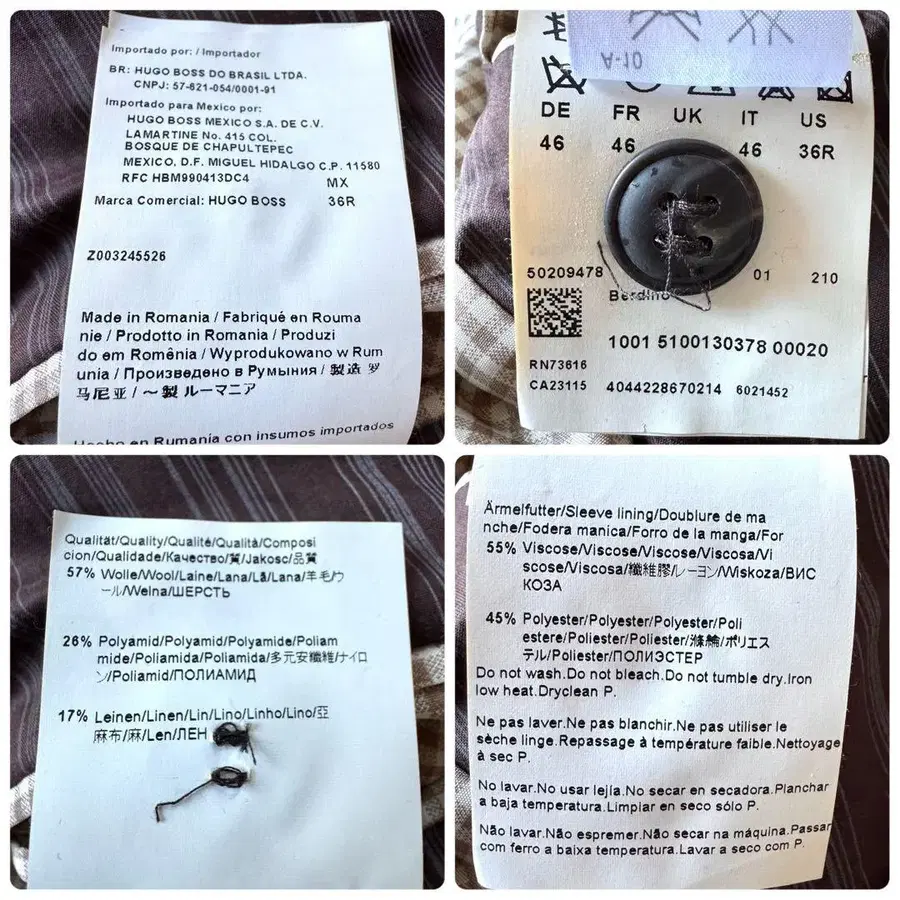 Importado por: / Importador
BR: HUGO BOSS DO BRASIL LTDA.
CNPJ: 57-621-054/0001-91
Importado para Mexico por:
HUGO BOSS MEXICO S.A. DE C.V.
LAMARTINE No. 415 COL.
BOSQUE DE CHAPULTEPEC
MEXICO, D.F. MIGUEL HIDALGO C.P. 11580
RFC HBM990413DC4 MX
Marca Comercial: HUGO BOSS 36R
Z003245526
Made in Romania / Fabriqué en Rouma
nie / Prodotto in Romania / Produzi
do em Romênia / Wyprodukowano w Rum
unia / Произведено в Румыния / 製造 罗
马尼亚 / ～製 ルーマニア
Hecho en Rumanía con insumos importados
A-10
DE FR UK IT US
46 46 46 36R
50209478 01 210
Berdino
1001 5100130378 00020
RN73616
CA23115 4044228670214 6021452
Qualität/Quality/Qualité/Qualità/Composi
cion/Qualidade/Качество/質/Jakosc/品質
57% Wolle/Wool/Laine/Lana/Lã/Lana/羊毛/ウ
ール/Welna/ШЕРСТЬ
26% Polyamid/Polyamid/Polyamide/Poliam
mide/Poliamida/Poliamida/多元安纖維/ナイロ
ン/Poliamid/ПОЛИАМИД
17% Leinen/Linen/Lin/Lino/Linho/Lino/亞
麻布/麻/Len/ЛЕН
Ärmelfutter/Sleeve lining/Doublure de ma
nche/Fodera manica/Forro de la manga/For
55% Viscose/Viscose/Viscose/Viscosa/Vi
scose/Viscosa/纖維膠/レーヨン/Wiskoza/ВИС
КОЗА
45% Polyester/Polyester/Polyester/Poli
estere/Poliester/Poliester/滌綸/ポリエス
テル/Poliester/ПОЛИЭСТЕР
Do not wash.Do not bleach.Do not tumble dry.Iron
low heat.Dryclean P.
Ne pas laver.Ne pas blanchir.Ne pas utiliser le
sèche linge.Repassage à température faible.Nettoyage
à sec P.
No lavar.No usar lejía.No secar en secadora.Planchar
a baja temperatura.Limpiar en seco sólo P.
Não lavar.Não espremer.Não secar na máquina.Passar
com ferro a baixa temperatura.Lavar a seco com P.